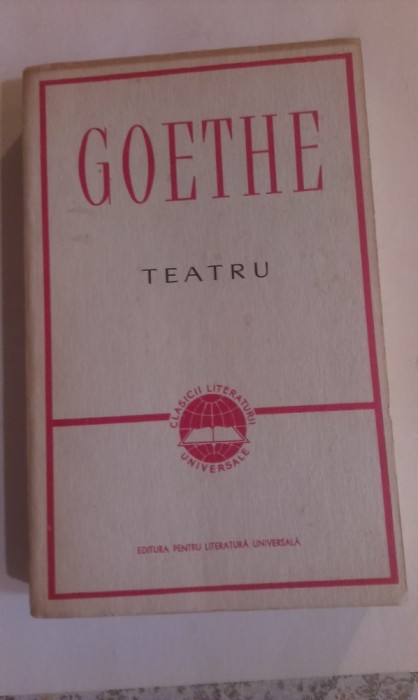 GOETHE
TEATRU
CLASICII LITERATURII
UNIVERSALE
EDITURA PENTRU LITERATURĂ UNIVERSALĂ